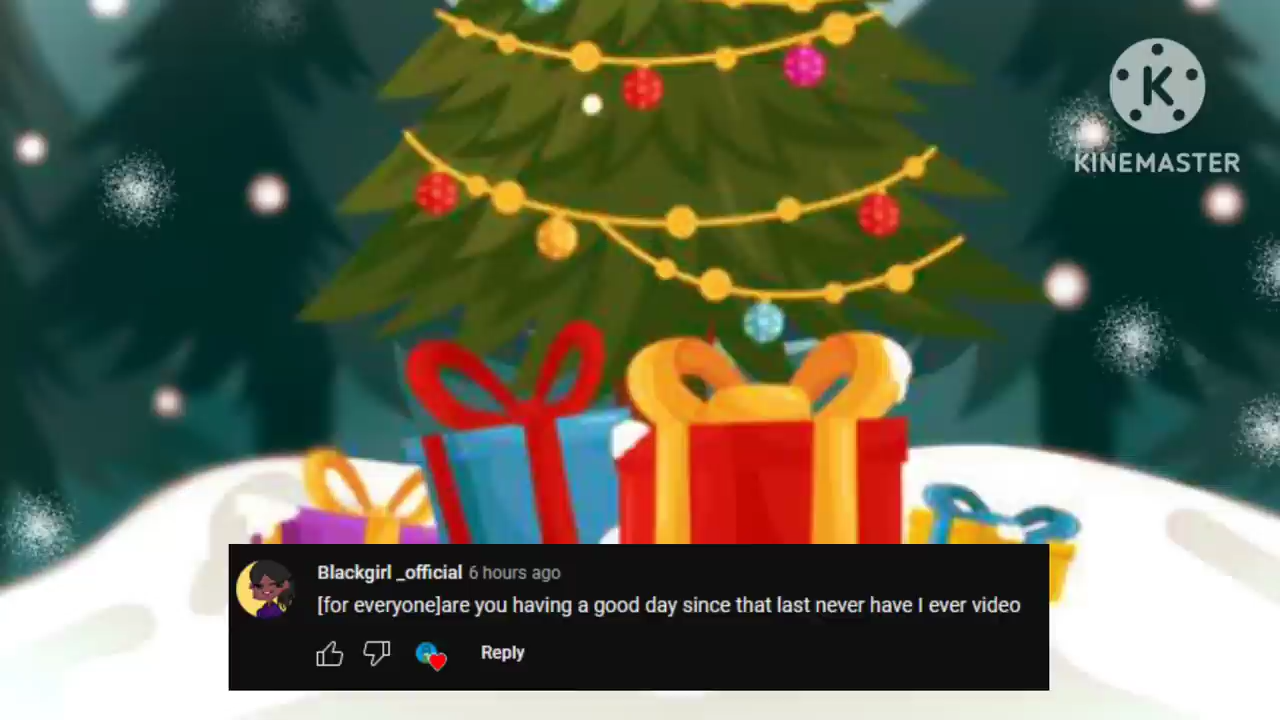 K
KINEMASTER
Blackgirl _official 6 hours ago
[for everyone]are you having a good day since that last never have I ever video
Reply